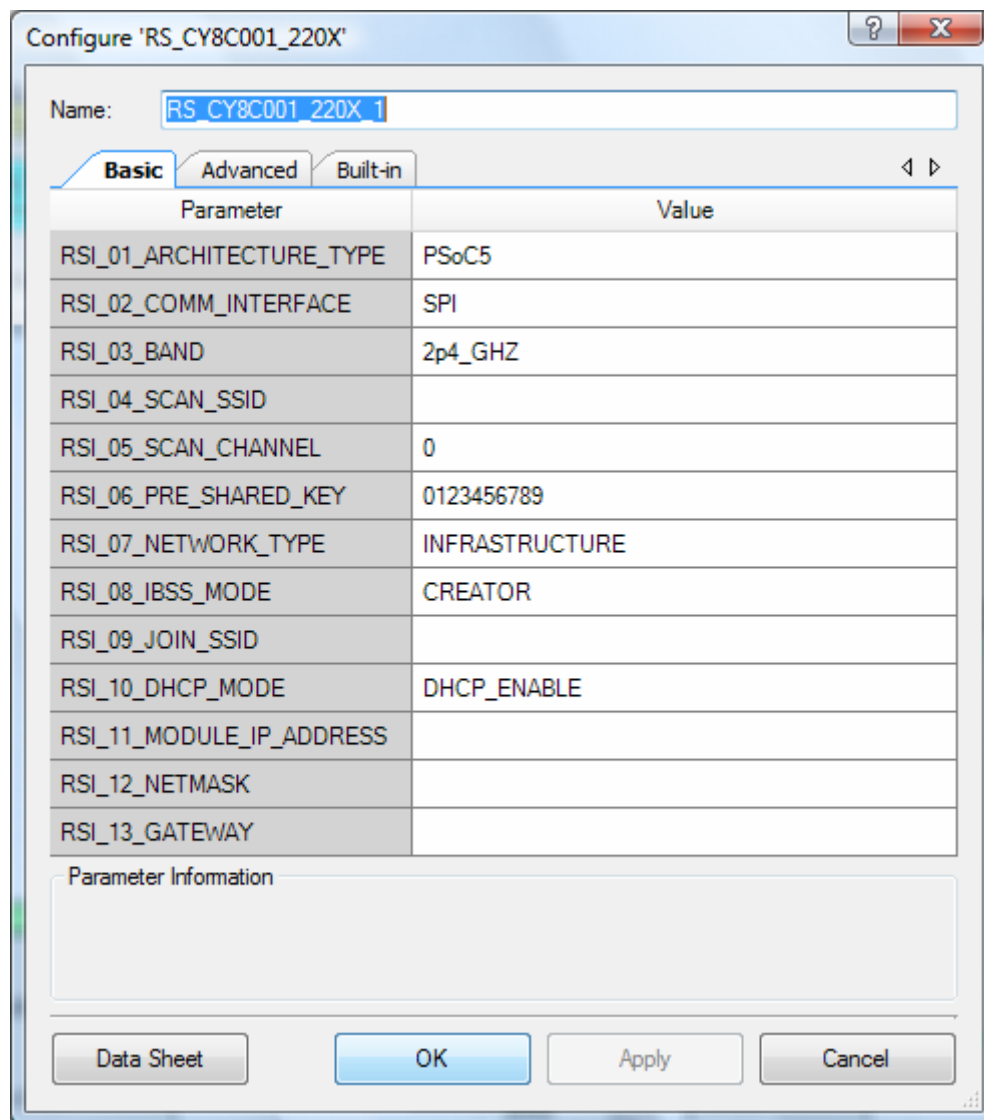 Configure 'RS_CY8C001_220X'
Name: RS_CY8C001_220X_1
Basic Advanced Built-in
Parameter Value
RSI_01_ARCHITECTURE_TYPE PSoC5
RSI_02_COMM_INTERFACE SPI
RSI_03_BAND 2p4_GHZ
RSI_04_SCAN_SSID
RSI_05_SCAN_CHANNEL 0
RSI_06_PRE_SHARED_KEY 0123456789
RSI_07_NETWORK_TYPE INFRASTRUCTURE
RSI_08_IBSS_MODE CREATOR
RSI_09_JOIN_SSID
RSI_10_DHCP_MODE DHCP_ENABLE
RSI_11_MODULE_IP_ADDRESS
RSI_12_NETMASK
RSI_13_GATEWAY
Parameter Information
Data Sheet OK Apply Cancel